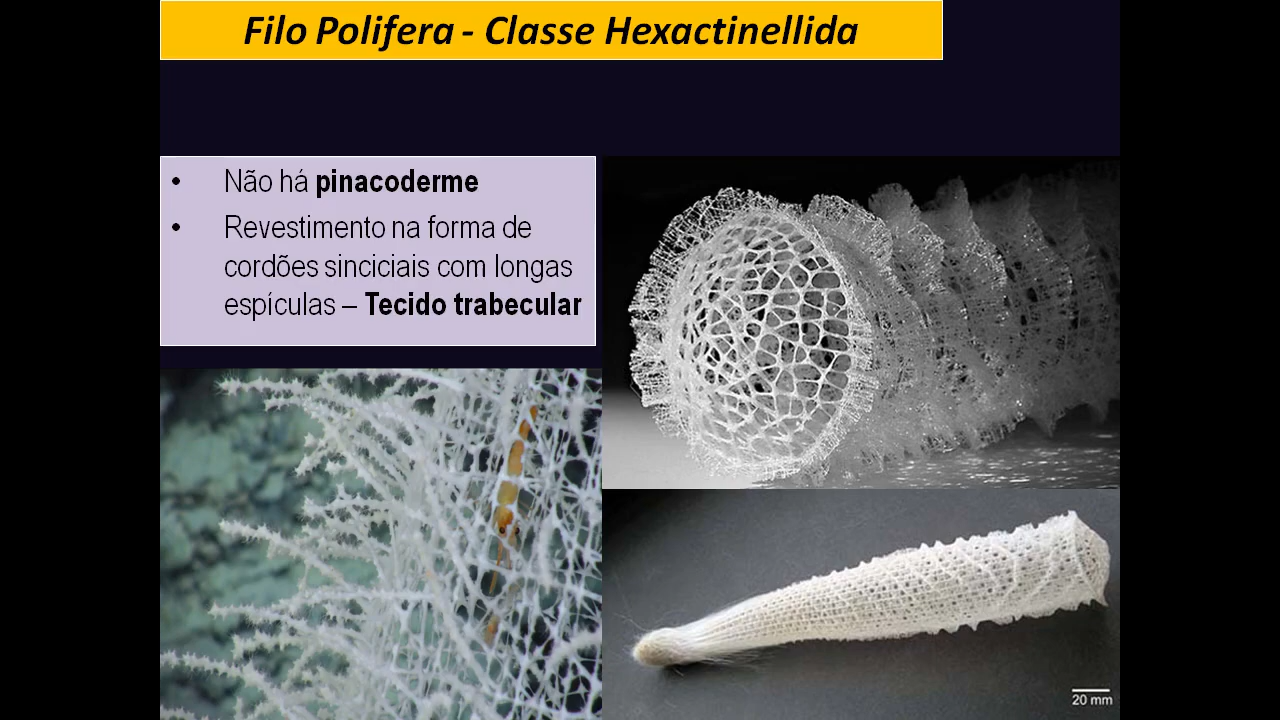 Filo Polifera - Classe Hexactinellida
• Não há pinacoderme
• Revestimento na forma de
cordões sinciciais com longas
espículas – Tecido trabecular
20 mm